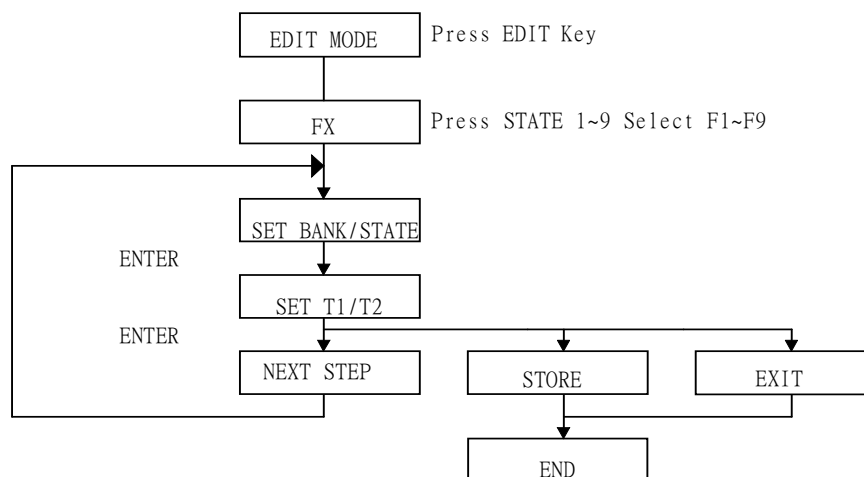 EDIT MODE
Press EDIT Key
FX
Press STATE 1~9 Select F1~F9
SET BANK/STATE
ENTER
SET T1/T2
ENTER
NEXT STEP
STORE
EXIT
END